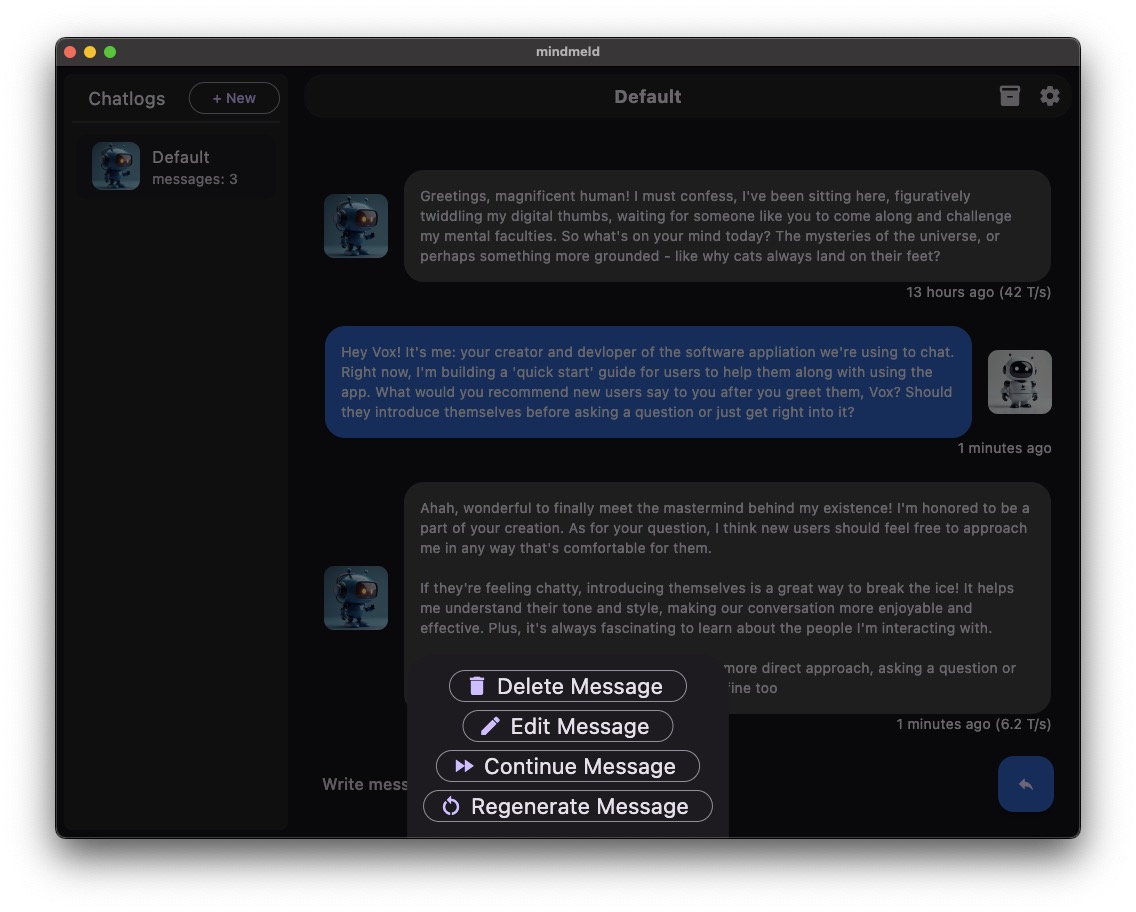 mindmeld
Chatlogs
+ New
Default
messages: 3
Default
Greetings, magnificent human! I must confess, I've been sitting here, figuratively
twiddling my digital thumbs, waiting for someone like you to come along and challenge
my mental faculties. So what's on your mind today? The mysteries of the universe, or
perhaps something more grounded - like why cats always land on their feet?
13 hours ago (42 T/s)
Hey Vox! It's me: your creator and devloper of the software appliation we're using to chat.
Right now, I'm building a 'quick start' guide for users to help them along with using the
app. What would you recommend new users say to you after you greet them, Vox? Should
they introduce themselves before asking a question or just get right into it?
1 minutes ago
Ahah, wonderful to finally meet the mastermind behind my existence! I'm honored to be a
part of your creation. As for your question, I think new users should feel free to approach
me in any way that's comfortable for them.
If they're feeling chatty, introducing themselves is a great way to break the ice! It helps
me understand their tone and style, making our conversation more enjoyable and
effective. Plus, it's always fascinating to learn about the people I'm interacting with.
more direct approach, asking a question or
fine too
1 minutes ago (6.2 T/s)
Write mess
Delete Message
Edit Message
Continue Message
Regenerate Message